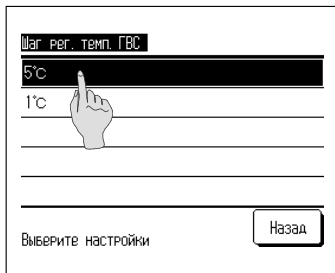 Шаг рег. темп. ГВС
5°c
1°c
Выберите настройки
Назад